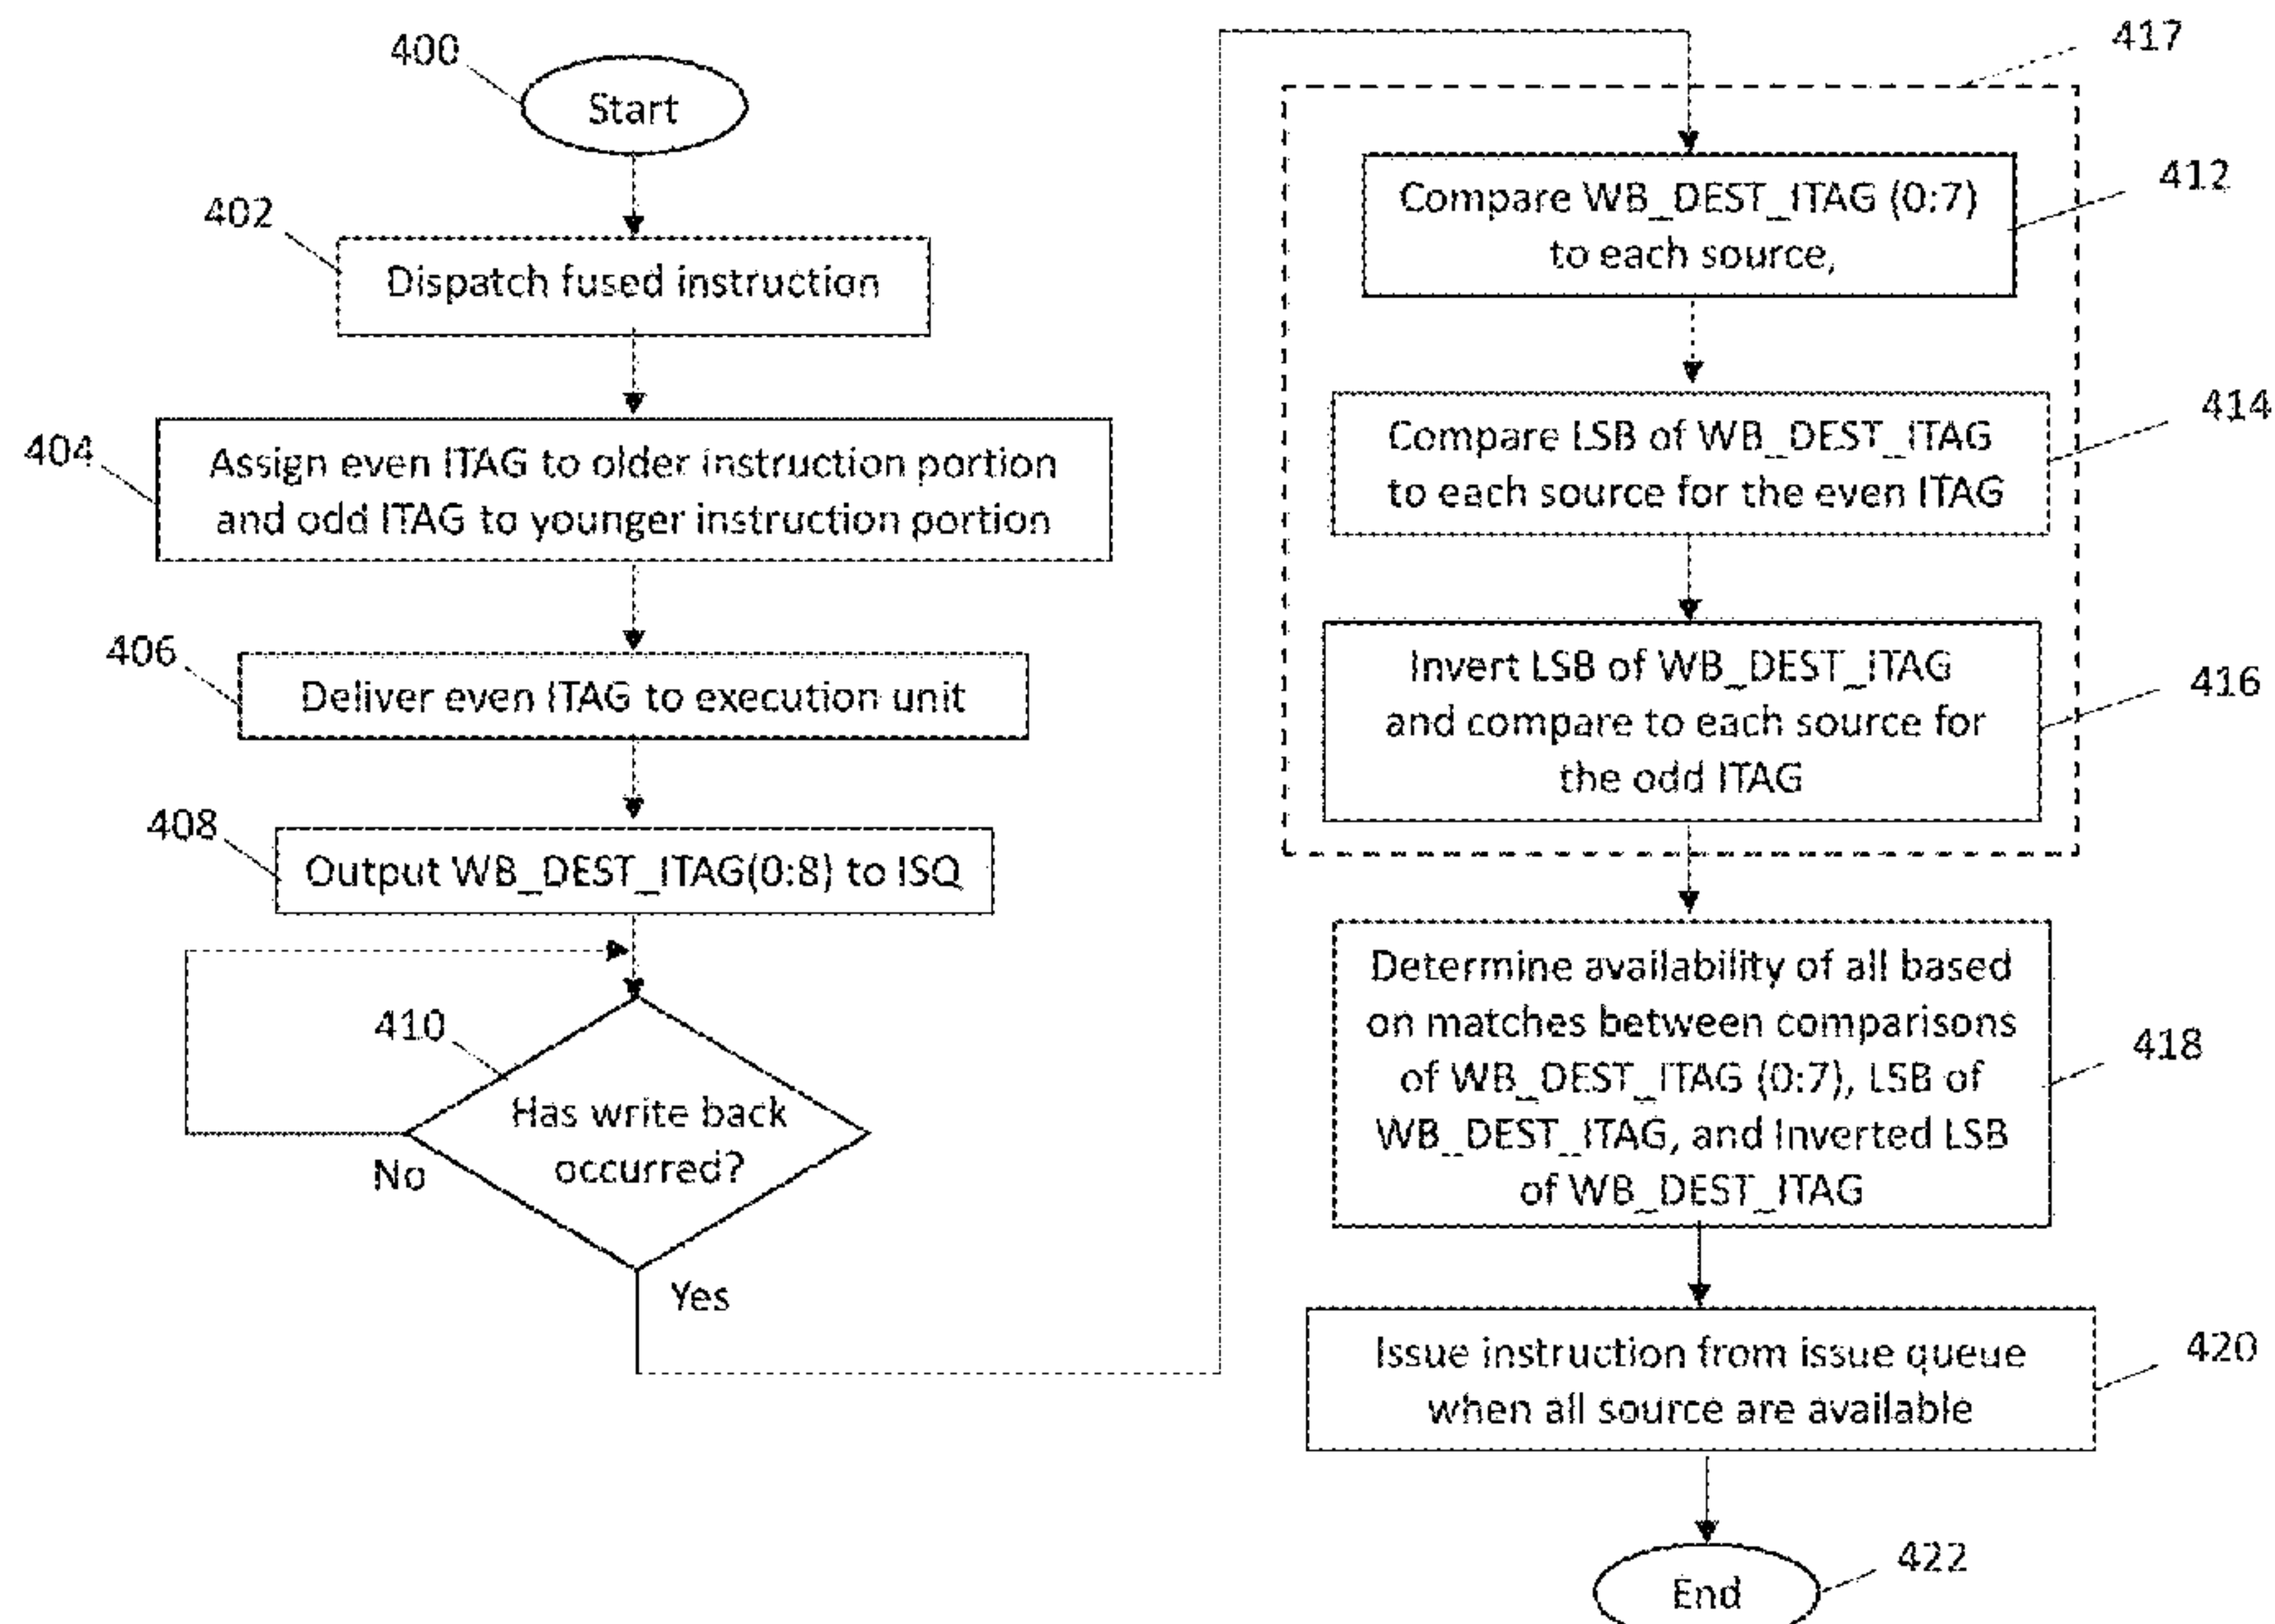 400
Start
402
Dispatch fused instruction
404
Assign even ITAG to older instruction portion
and odd ITAG to younger instruction portion
406
Deliver even ITAG to execution unit
408
Output WB_DEST_ITAG(0:8) to ISQ
410
Has write back
occurred?
No
Yes
417
412
Compare WB_DEST_ITAG (0:7)
to each source,
414
Compare LSB of WB_DEST_ITAG
to each source for the even ITAG
416
Invert LSB of WB_DEST_ITAG
and compare to each source for
the odd ITAG
418
Determine availability of all based
on matches between comparisons
of WB_DEST_ITAG (0:7), LSB of
WB_DEST_ITAG, and Inverted LSB
of WB_DEST_ITAG
420
Issue instruction from issue queue
when all source are available
422
End